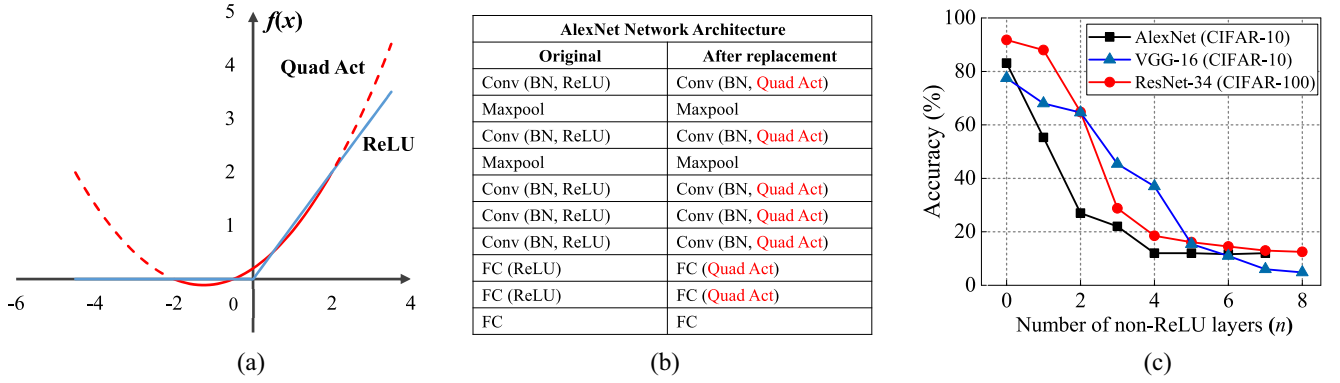 f(x)
5
4
3
2
1
0
-6
-4
-2
2
4
Quad Act
ReLU
(a)
AlexNet Network Architecture
Original After replacement
Conv (BN, ReLU) Conv (BN, Quad Act)
Maxpool Maxpool
Conv (BN, ReLU) Conv (BN, Quad Act)
Maxpool Maxpool
Conv (BN, ReLU) Conv (BN, Quad Act)
Conv (BN, ReLU) Conv (BN, Quad Act)
Conv (BN, ReLU) Conv (BN, Quad Act)
FC (ReLU) FC (Quad Act)
FC (ReLU) FC (Quad Act)
FC FC
(b)
Accuracy (%)
100
80
60
40
20
0
AlexNet (CIFAR-10)
VGG-16 (CIFAR-10)
ResNet-34 (CIFAR-100)
0 2 4 6 8
Number of non-ReLU layers (n)
(c)